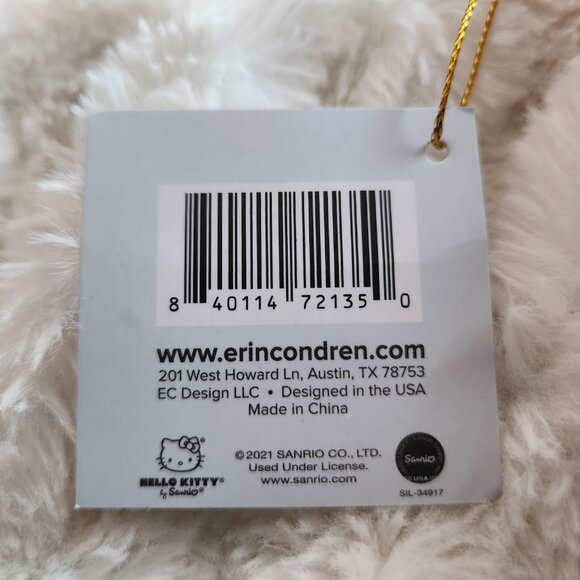 8 40114 72135 0
www.erincondren.com
201 West Howard Ln, Austin, TX 78753
EC Design LLC • Designed in the USA
Made in China
HELLO KITTY®
by Sanrio®
©2021 SANRIO CO., LTD.
Used Under License.
www.sanrio.com
Sanrio
USA
SIL-34917